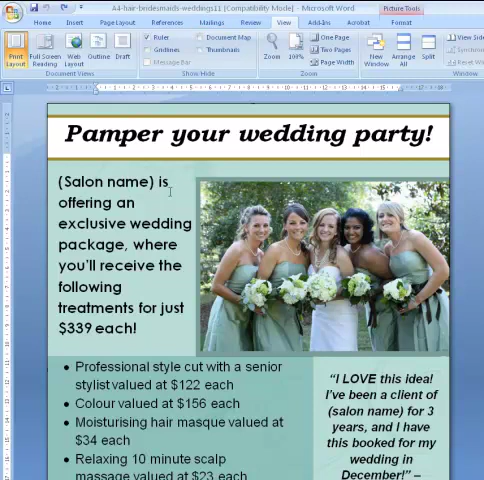 A4-hair-bridesmaids-weddings11 [Compatibility Mode] - Microsoft Word
Picture Tools
Home Insert Page Layout References Mailings Review View Add-Ins Acrobat Format
Print Layout
Full Screen Reading
Web Layout
Outline
Draft
Document Views
Ruler
Gridlines
Message Bar
Document Map
Thumbnails
Show/Hide
Zoom
100%
One Page
Two Pages
Page Width
Zoom
New Window
Arrange All
Split
View Side
Reset
Window
Pamper your wedding party!
(Salon name) is
offering an
exclusive wedding
package, where
you'll receive the
following
treatments for just
$339 each!
• Professional style cut with a senior
stylist valued at $122 each
• Colour valued at $156 each
• Moisturising hair masque valued at
$34 each
• Relaxing 10 minute scalp
massage valued at $23 each
“I LOVE this idea!
I've been a client of
(salon name) for 3
years, and I have
this booked for my
wedding in
December!” –